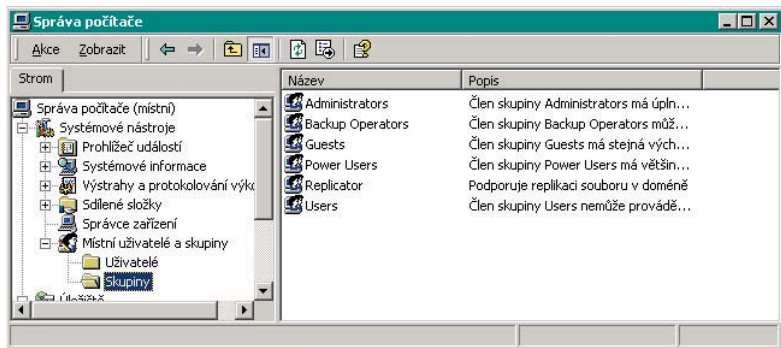 Správa počítače
Akce Zobrazit
Strom
Správa počítače (místní)
Systémové nástroje
Prohlížeč událostí
Systémové informace
Výstrahy a protokolování výko
Sdílené složky
Správce zařízení
Místní uživatelé a skupiny
Uživatelé
Skupiny
Úložiště
Název Popis
Administrators Člen skupiny Administrators má úpln...
Backup Operators Člen skupiny Backup Operators můž...
Guests Člen skupiny Guests má stejná vých...
Power Users Člen skupiny Power Users má většin...
Replicator Podporuje replikaci souboru v doméně
Users Člen skupiny Users nemůže provádě...